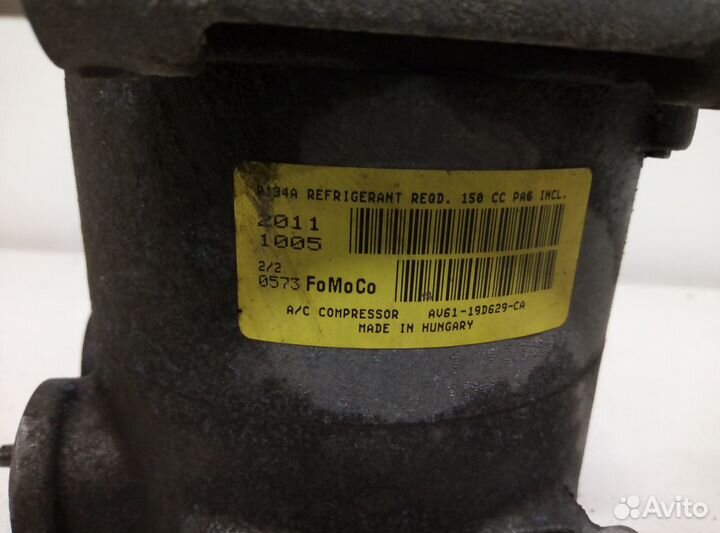 R134A REFRIGERANT REQD. 150 CC PAG INCL.
2011
1005
2/2
0573 FoMoCo
A/C COMPRESSOR AV61-19D629-CA
MADE IN HUNGARY
Avito